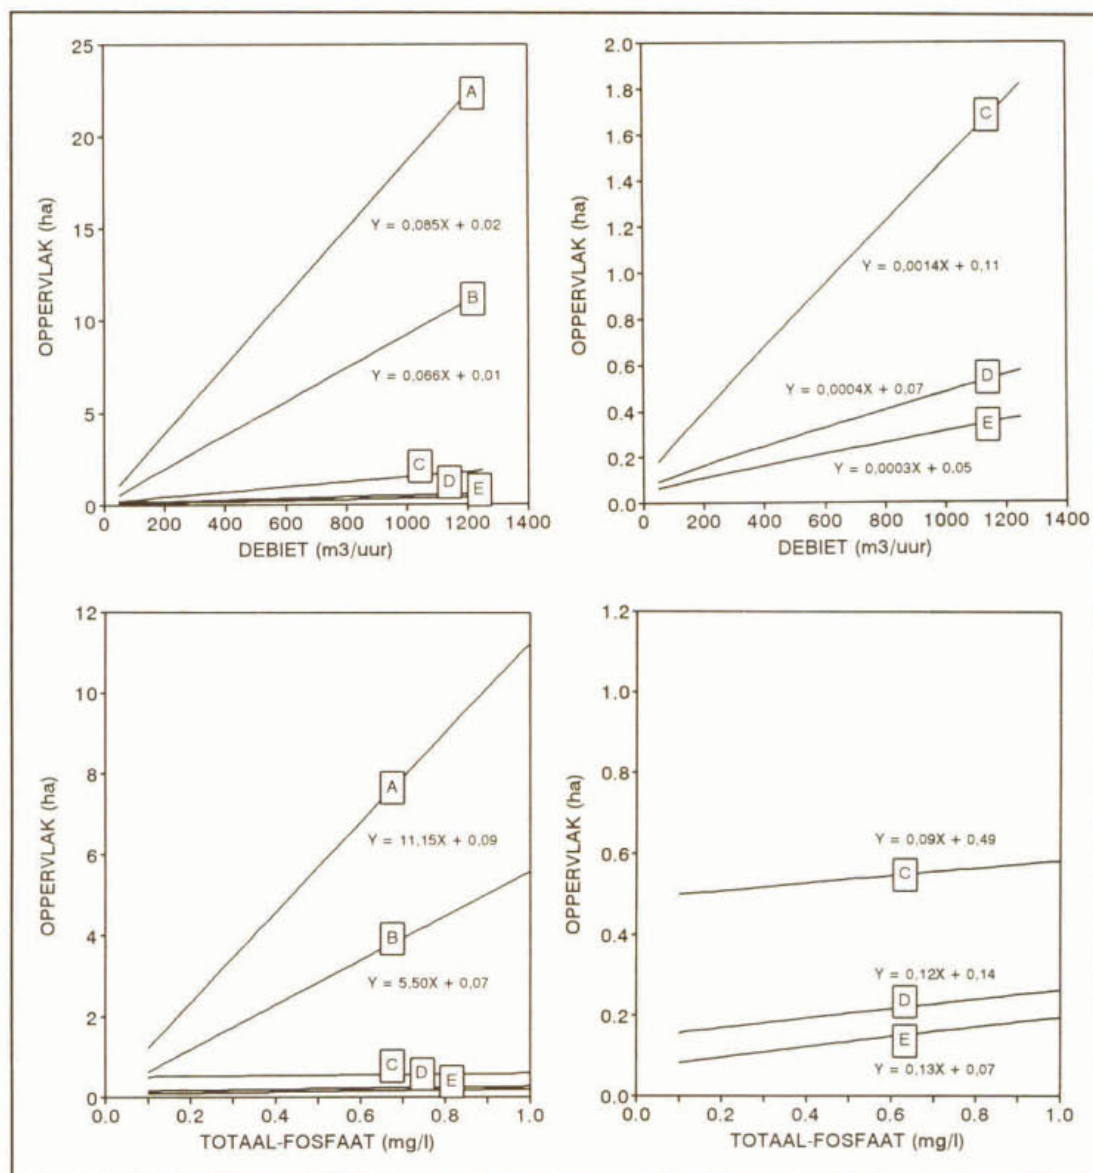 25
20
15
10
5
0
OPPERVLAK (ha)
A
Y = 0,085X + 0.02
B
Y = 0,066X + 0,01
C
D
E
0 200 400 600 800 1000 1200 1400
DEBIET (m3/uur)
2.0
1.8
1.6
1.4
1.2
1.0
0.8
0.6
0.4
0.2
0.0
OPPERVLAK (ha)
C
Y = 0,0014X + 0,11
D
Y = 0,0004X + 0,07
E
Y = 0,0003X + 0,05
0 200 400 600 800 1000 1200 1400
DEBIET (m3/uur)
12
10
8
6
4
2
0
OPPERVLAK (ha)
A
Y = 11,15X + 0,09
B
Y = 5,50X + 0,07
C
D
E
0.0 0.2 0.4 0.6 0.8 1.0
TOTAAL-FOSFAAT (mg/l)
1.2
1.0
0.8
0.6
0.4
0.2
0.0
OPPERVLAK (ha)
Y = 0,09X + 0,49
C
Y = 0,12X + 0,14
D
E
Y = 0,13X + 0,07
0.2 0.4 0.6 0.8 1.0
TOTAAL-FOSFAAT (mg/l)